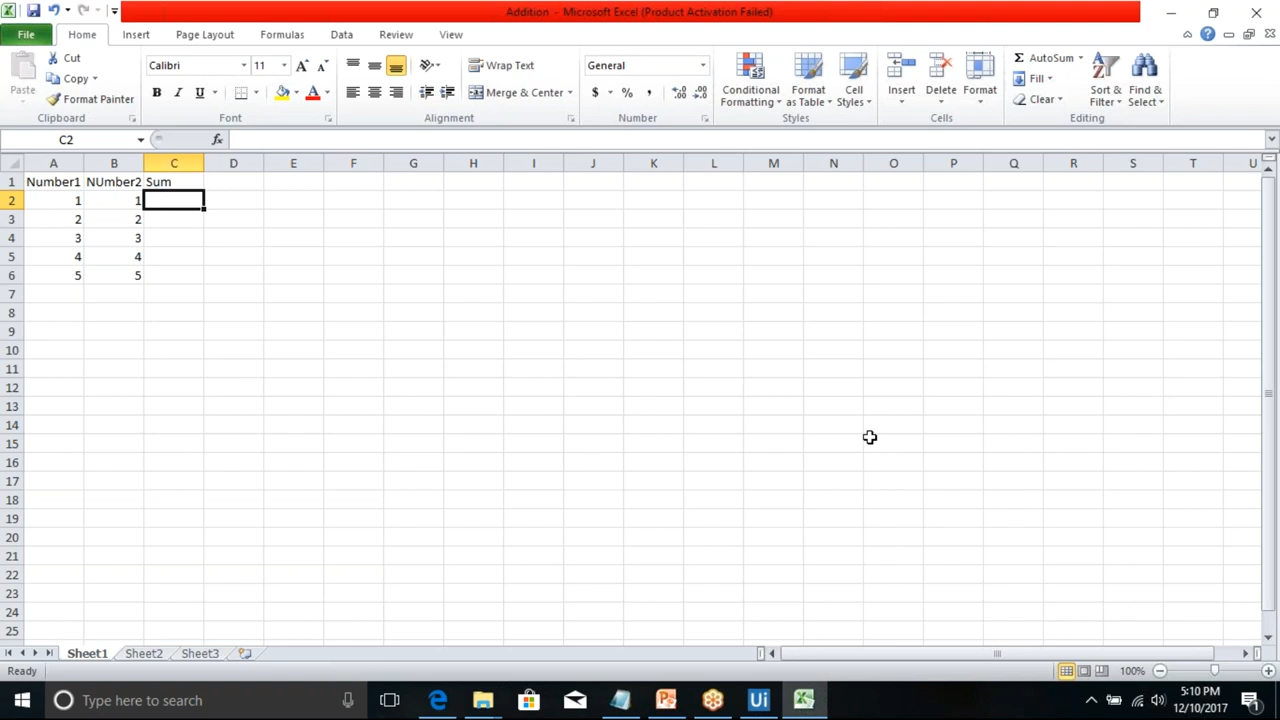 Addition - Microsoft Excel (Product Activation Failed)
File Home Insert Page Layout Formulas Data Review View
Cut Calibri 11 Wrap Text General AutoSum
Copy Fill
Paste Format Painter B I U Merge & Center $ % , Conditional Formatting Format as Table Cell Styles Insert Delete Format Clear Sort & Filter Find & Select
Clipboard Font Alignment Number Styles Cells Editing
C2 fx
A B C D E F G H I J K L M N O P Q R S T U
1 Number1 NUmber2 Sum
2 1 1
3 2 2
4 3 3
5 4 4
6 5 5
7
8
9
10
11
12
13
14
15
16
17
18
19
20
21
22
23
24
25
Sheet1 Sheet2 Sheet3
Ready 100%
Type here to search Ui 5:10 PM
12/10/2017 1